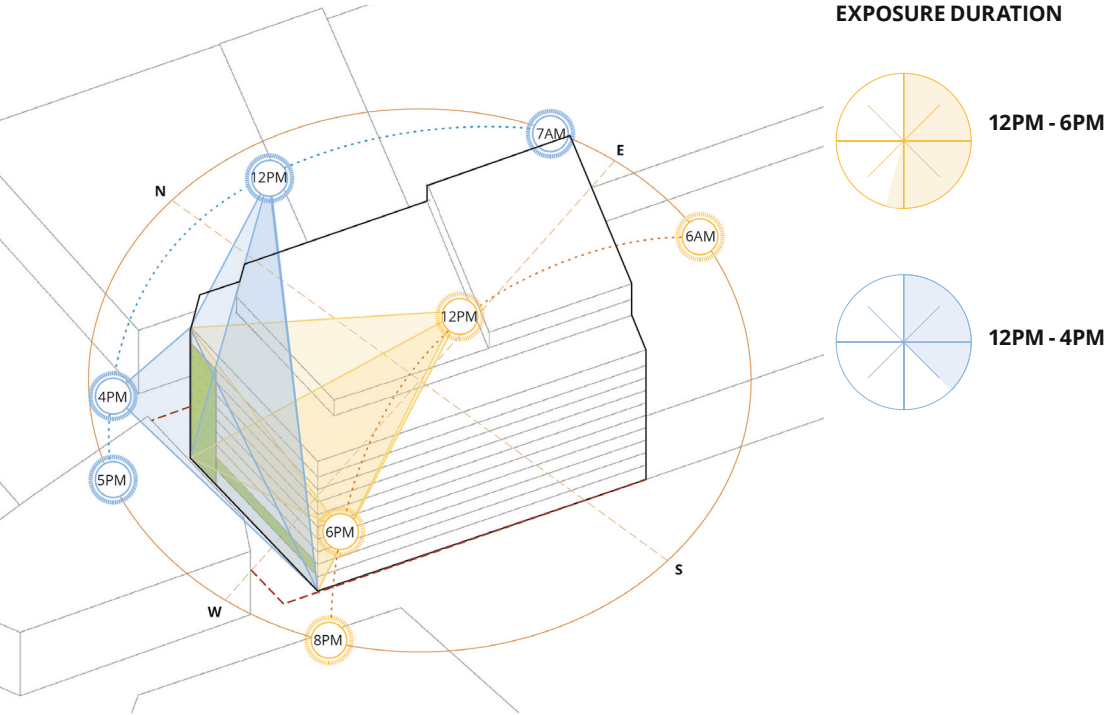 EXPOSURE DURATION
12PM - 6PM
12PM - 4PM
7AM
E
12PM
N
6AM
12PM
4PM
5PM
6PM
S
W
8PM